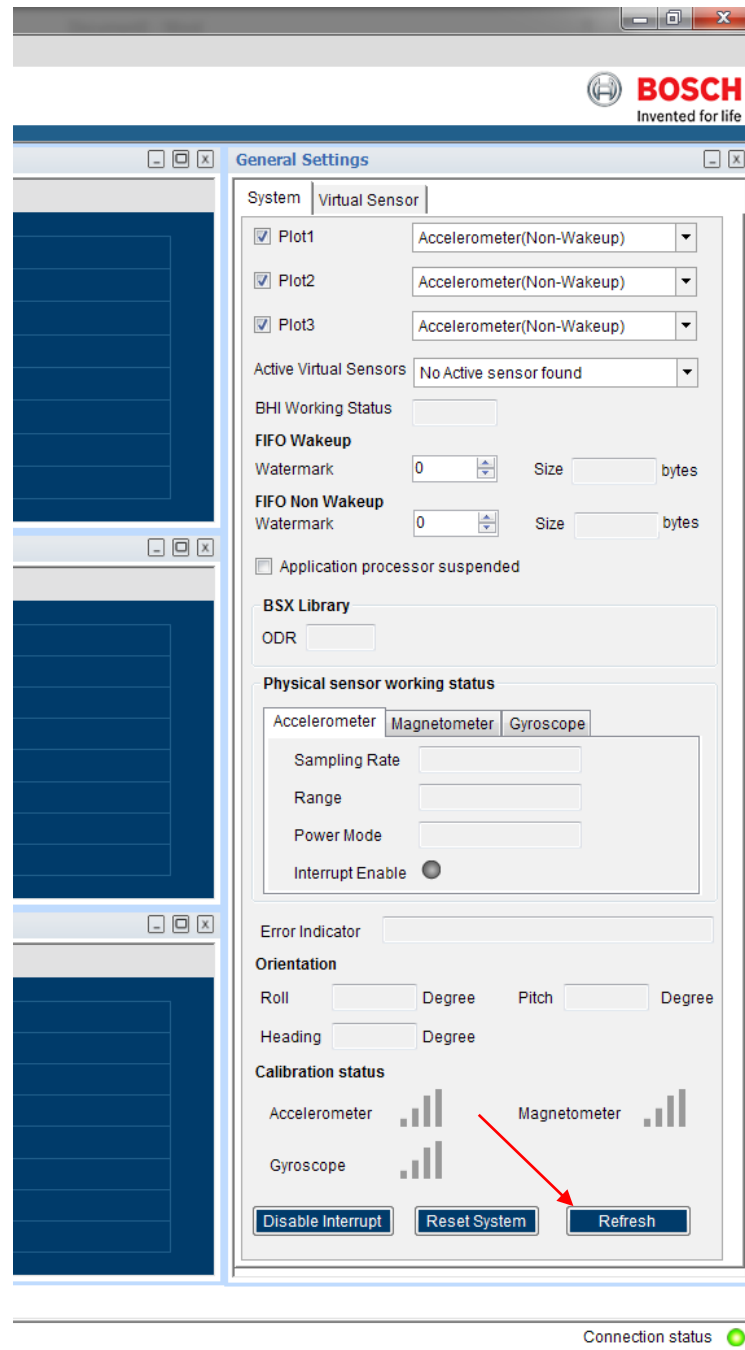 BOSCH
Invented for life
General Settings
System Virtual Sensor
Plot1 Accelerometer(Non-Wakeup)
Plot2 Accelerometer(Non-Wakeup)
Plot3 Accelerometer(Non-Wakeup)
Active Virtual Sensors No Active sensor found
BHI Working Status
FIFO Wakeup
Watermark 0 Size bytes
FIFO Non Wakeup
Watermark 0 Size bytes
Application processor suspended
BSX Library
ODR
Physical sensor working status
Accelerometer Magnetometer Gyroscope
Sampling Rate
Range
Power Mode
Interrupt Enable
Error Indicator
Orientation
Roll Degree Pitch Degree
Heading Degree
Calibration status
Accelerometer Magnetometer
Gyroscope
Disable Interrupt Reset System Refresh
Connection status